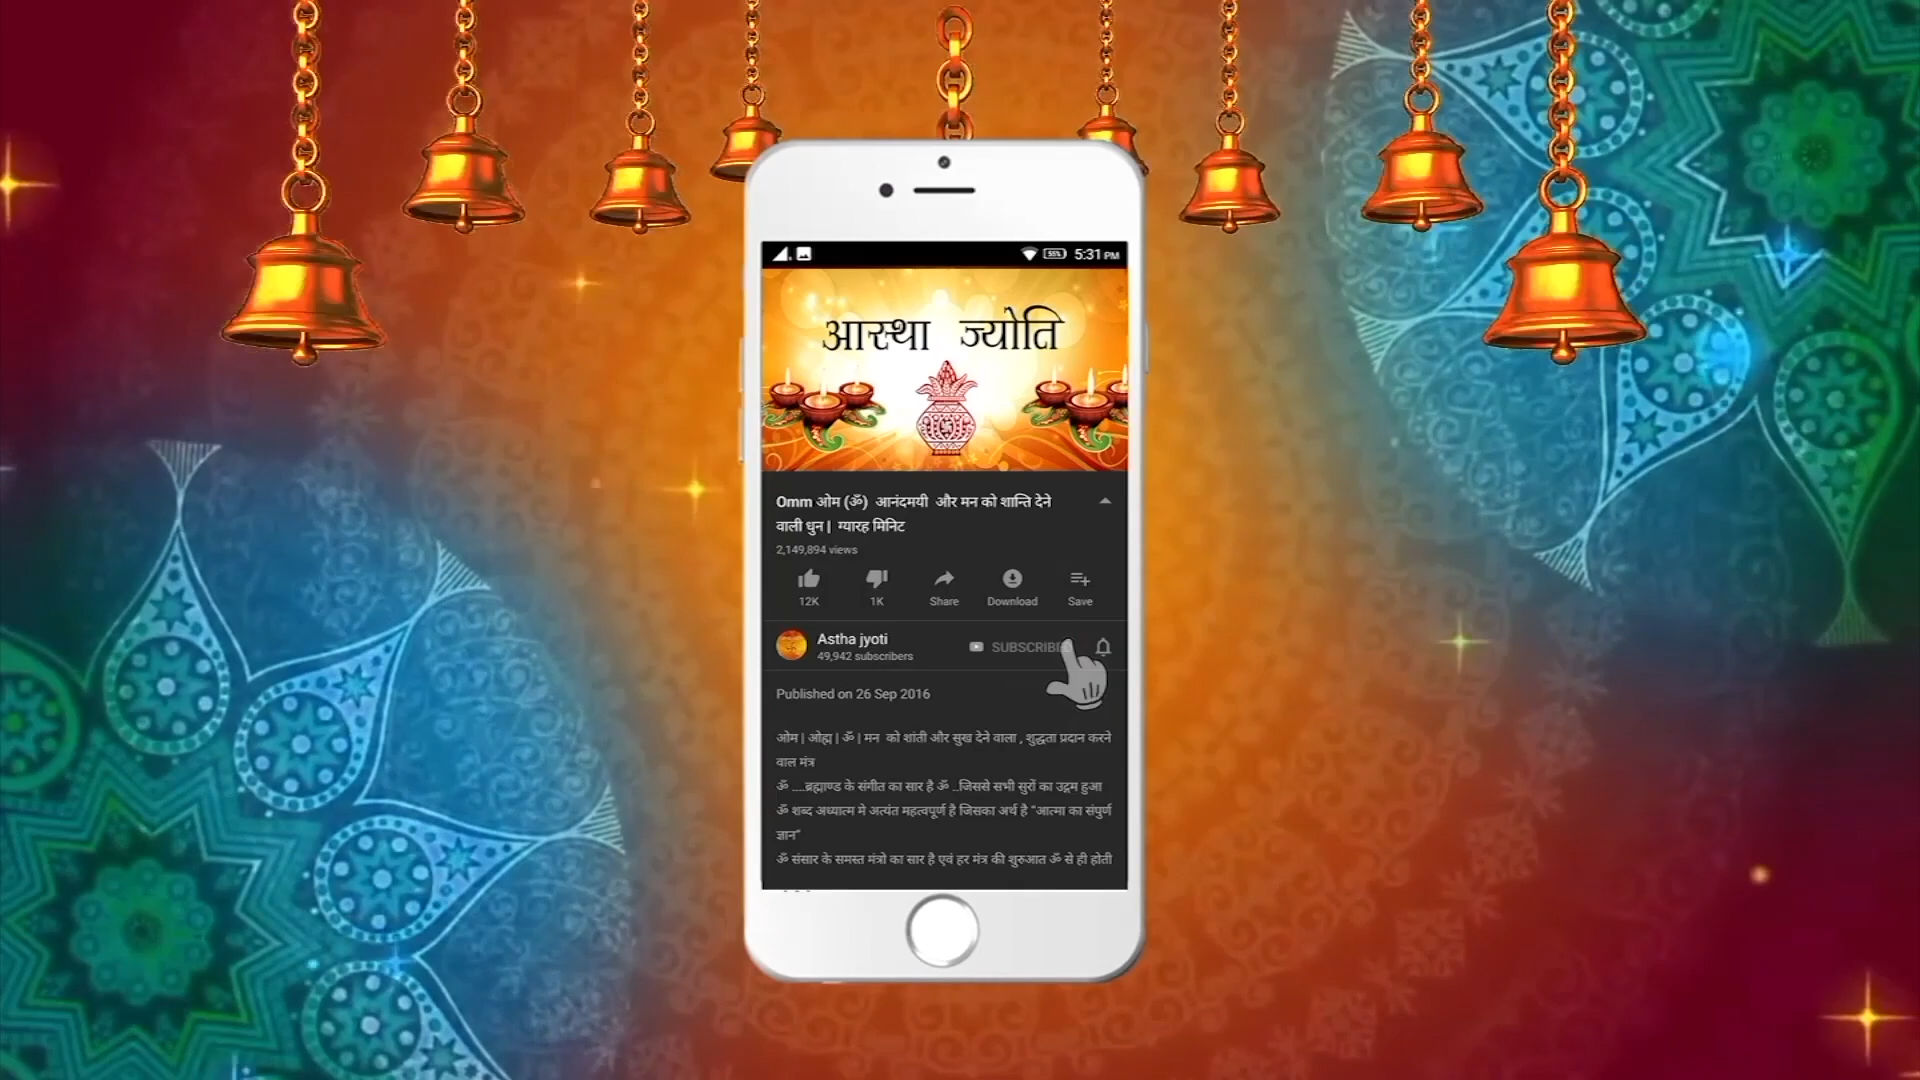 55% 5:31 PM
आस्था ज्योति
Omm ओम (ॐ) आनंदमयी और मन को शान्ति देने
वाली धुन | ग्यारह मिनिट
2,149,894 views
12K 1K Share Download Save
Astha jyoti
SUBSCRIBED
49,942 subscribers
Published on 26 Sep 2016
ओम | ओह्म | ॐ | मन को शांती और सुख देने वाला , शुद्धता प्रदान करने
वाल मंत्र
ॐ ....ब्रह्माण्ड के संगीत का सार है ॐ ..जिससे सभी सुरों का उद्गम हुआ
ॐ शब्द अध्यात्म मे अत्यंत महत्वपूर्ण है जिसका अर्थ है "आत्मा का संपुर्ण
ज्ञान"
ॐ संसार के समस्त मंत्रो का सार है एवं हर मंत्र की शुरुआत ॐ से ही होती